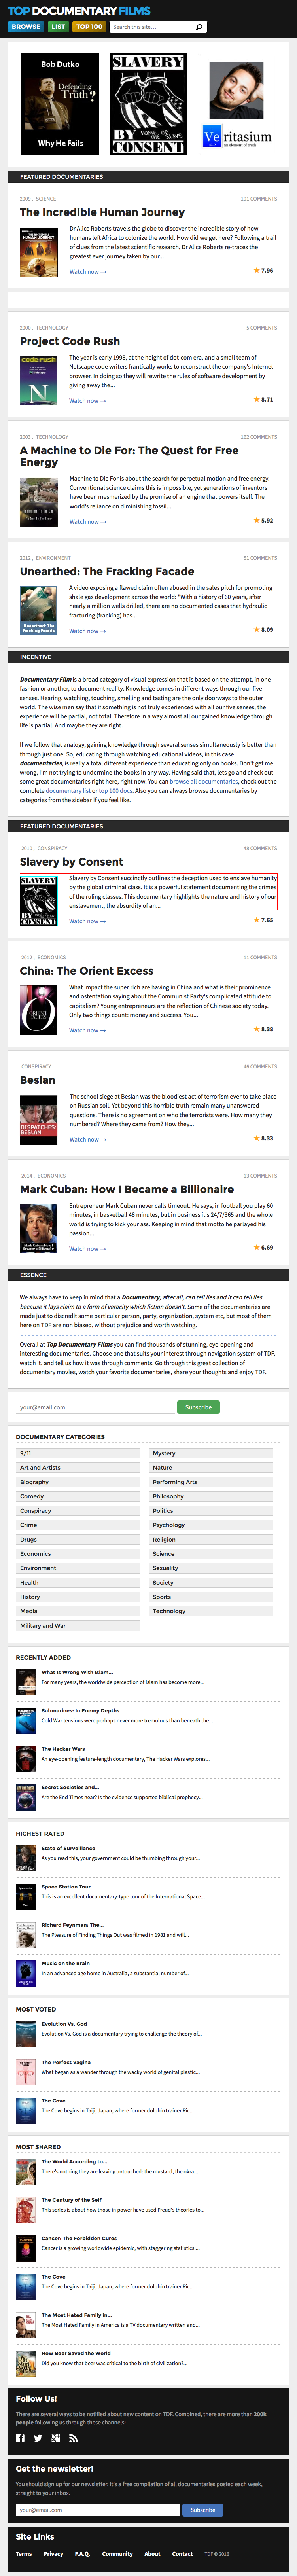 TOP DOCUMENTARY FILMS
BROWSE LIST TOP 100 Search this site...
Bob Dutko
Defending Truth?
Why He Fails
SLAVERY
BY CONSENT
Veritasium
an element of truth
FEATURED DOCUMENTARIES
2009 , SCIENCE 191 COMMENTS
The Incredible Human Journey
Dr Alice Roberts travels the globe to discover the incredible story of how
humans left Africa to colonize the world. How did we get here? Following a trail
of clues from the latest scientific research, Dr Alice Roberts re-traces the
greatest ever journey taken by our...
Watch now → ★ 7.96
2000 , TECHNOLOGY 5 COMMENTS
Project Code Rush
The year is early 1998, at the height of dot-com era, and a small team of
Netscape code writers frantically works to reconstruct the company's Internet
browser. In doing so they will rewrite the rules of software development by
giving away the...
Watch now → ★ 8.71
2003 , TECHNOLOGY 162 COMMENTS
A Machine to Die For: The Quest for Free
Energy
Machine to Die For is about the search for perpetual motion and free energy.
Conventional science claims this is impossible, yet generations of inventors
have been mesmerized by the promise of an engine that powers itself. The
world's reliance on diminishing fossil...
Watch now → ★ 5.92
2012 , ENVIRONMENT 51 COMMENTS
Unearthed: The Fracking Facade
A video exposing a flawed claim often abused in the sales pitch for promoting
shale gas development across the world: "With a history of 60 years, after
nearly a million wells drilled, there are no documented cases that hydraulic
fracturing (fracking) has...
Unearthed: The
Fracking Facade
Watch now → ★ 8.09
INCENTIVE
Documentary Film is a broad category of visual expression that is based on the attempt, in one
fashion or another, to document reality. Knowledge comes in different ways through our five
senses. Hearing, watching, touching, smelling and tasting are the only doorways to the outer
world. The wise men say that if something is not truly experienced with all our five senses, the
experience will be partial, not total. Therefore in a way almost all our gained knowledge through
life is partial. And maybe they are right.
If we follow that analogy, gaining knowledge through several senses simultaneously is better than
through just one. So, educating through watching educational videos, in this case
documentaries, is really a total different experience than educating only on books. Don't get me
wrong, I'm not trying to undermine the books in any way. Having said that, lets go and check out
some great documentaries right here, right now. You can browse all documentaries, check out the
complete documentary list or top 100 docs. Also you can always browse documentaries by
categories from the sidebar if you feel like.
FEATURED DOCUMENTARIES
2010 , CONSPIRACY 46 COMMENTS
Slavery by Consent
Slavery by Consent succinctly outlines the deception used to enslave humanity
by the global criminal class. It is a powerful statement documenting the crimes
of the ruling classes. This documentary highlights the nature and history of our
enslavement, the absurdity of an...
Watch now → ★ 7.65
2012 , ECONOMICS 11 COMMENTS
China: The Orient Excess
What impact the super rich are having in China and what is their prominence
and ostentation saying about the Communist Party's complicated attitude to
capitalism? Young entrepreneurs are the reflection of Chinese society today.
Only two things count: money and success. You...
Watch now → ★ 8.38
CONSPIRACY 46 COMMENTS
Beslan
The school siege at Beslan was the bloodiest act of terrorism ever to take place
on Russian soil. Yet beyond this horrible truth remain many unanswered
questions. There is no agreement on who the terrorists were. How many they
numbered? Where they came from? How they...
DISPATCHES:
BESLAN
Watch now → ★ 8.33
2014 , ECONOMICS 13 COMMENTS
Mark Cuban: How I Became a Billionaire
Entrepreneur Mark Cuban never calls timeout. He says, in football you play 60
minutes, in basketball 48 minutes, but in business it's 24/7/365 and the whole
world is trying to kick your ass. Keeping in mind that motto he parlayed his
passion...
Watch now → ★ 6.69
ESSENCE
We always have to keep in mind that a Documentary, after all, can tell lies and it can tell lies
because it lays claim to a form of veracity which fiction doesn't. Some of the documentaries are
made just to discredit some particular person, party, organization, system etc., but most of them
here on TDF are non biased, without prejudice and worth watching.
Overall at Top Documentary Films you can find thousands of stunning, eye-opening and
interesting documentaries. Choose one that suits your interest through navigation system of TDF,
watch it, and tell us how it was through comments. Go through this great collection of
documentary movies, watch your favorite documentaries, share your thoughts and enjoy TDF.
your@email.com Subscribe
DOCUMENTARY CATEGORIES
9/11 Mystery
Art and Artists Nature
Biography Performing Arts
Comedy Philosophy
Conspiracy Politics
Crime Psychology
Drugs Religion
Economics Science
Environment Sexuality
Health Society
History Sports
Media Technology
Military and War
RECENTLY ADDED
What Is Wrong With Islam...
For many years, the worldwide perception of Islam has become more...
Submarines: In Enemy Depths
Cold War tensions were perhaps never more tremulous than beneath the...
The Hacker Wars
An eye-opening feature-length documentary, The Hacker Wars explores...
Secret Societies and...
Are the End Times near? Is the evidence supported biblical prophecy...
HIGHEST RATED
State of Surveillance
As you read this, your government could be thumbing through your...
Space Station Tour
This is an excellent documentary-type tour of the International Space...
Richard Feynman: The...
The Pleasure of Finding Things Out was filmed in 1981 and will...
Music on the Brain
In an advanced age home in Australia, a substantial number of...
MOST VOTED
Evolution Vs. God
Evolution Vs. God is a documentary trying to challenge the theory of...
The Perfect Vagina
What began as a wander through the wacky world of genital plastic...
The Cove
The Cove begins in Taiji, Japan, where former dolphin trainer Ric...
MOST SHARED
The World According to...
There's nothing they are leaving untouched: the mustard, the okra,...
The Century of the Self
This series is about how those in power have used Freud's theories to...
Cancer: The Forbidden Cures
Cancer is a growing worldwide epidemic, with staggering statistics:...
The Cove
The Cove begins in Taiji, Japan, where former dolphin trainer Ric...
The Most Hated Family in...
The Most Hated Family in America is a TV documentary written and...
How Beer Saved the World
Did you know that beer was critical to the birth of civilization?...
Follow Us!
There are several ways to be notified about new content on TDF. Combined, there are more than 300k
people following us through these channels:
Get the newsletter!
You should sign up for our newsletter. It's a free compilation of all documentaries posted each week,
straight to your inbox.
your@email.com Subscribe
Site Links
Terms Privacy F.A.Q. Community About Contact TDF © 2016